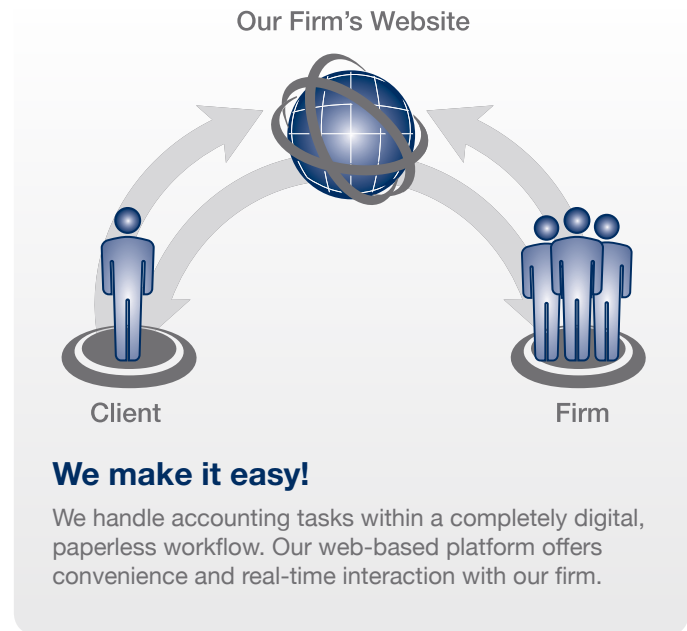 Our Firm's Website
Client
Firm
We make it easy!
We handle accounting tasks within a completely digital,
paperless workflow. Our web-based platform offers
convenience and real-time interaction with our firm.